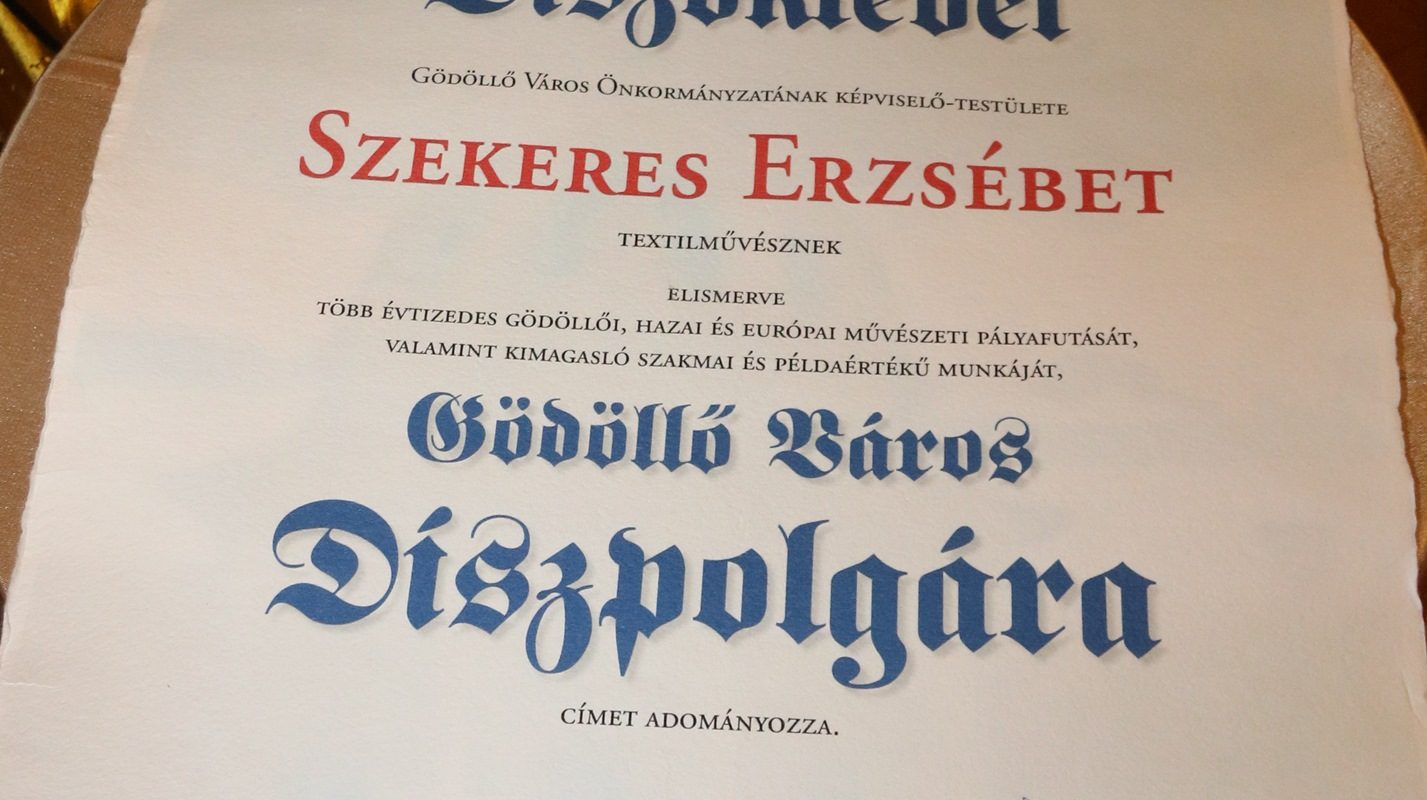 Díszoklevél
Gödöllő Város Önkormányzatának képviselő-testülete
Szekeres Erzsébet
textilművésznek
elismerve
több évtizedes gödöllői, hazai és európai művészeti pályafutását,
valamint kimagasló szakmai és példaértékű munkáját,
Gödöllő Város
Díszpolgára
címet adományozza.